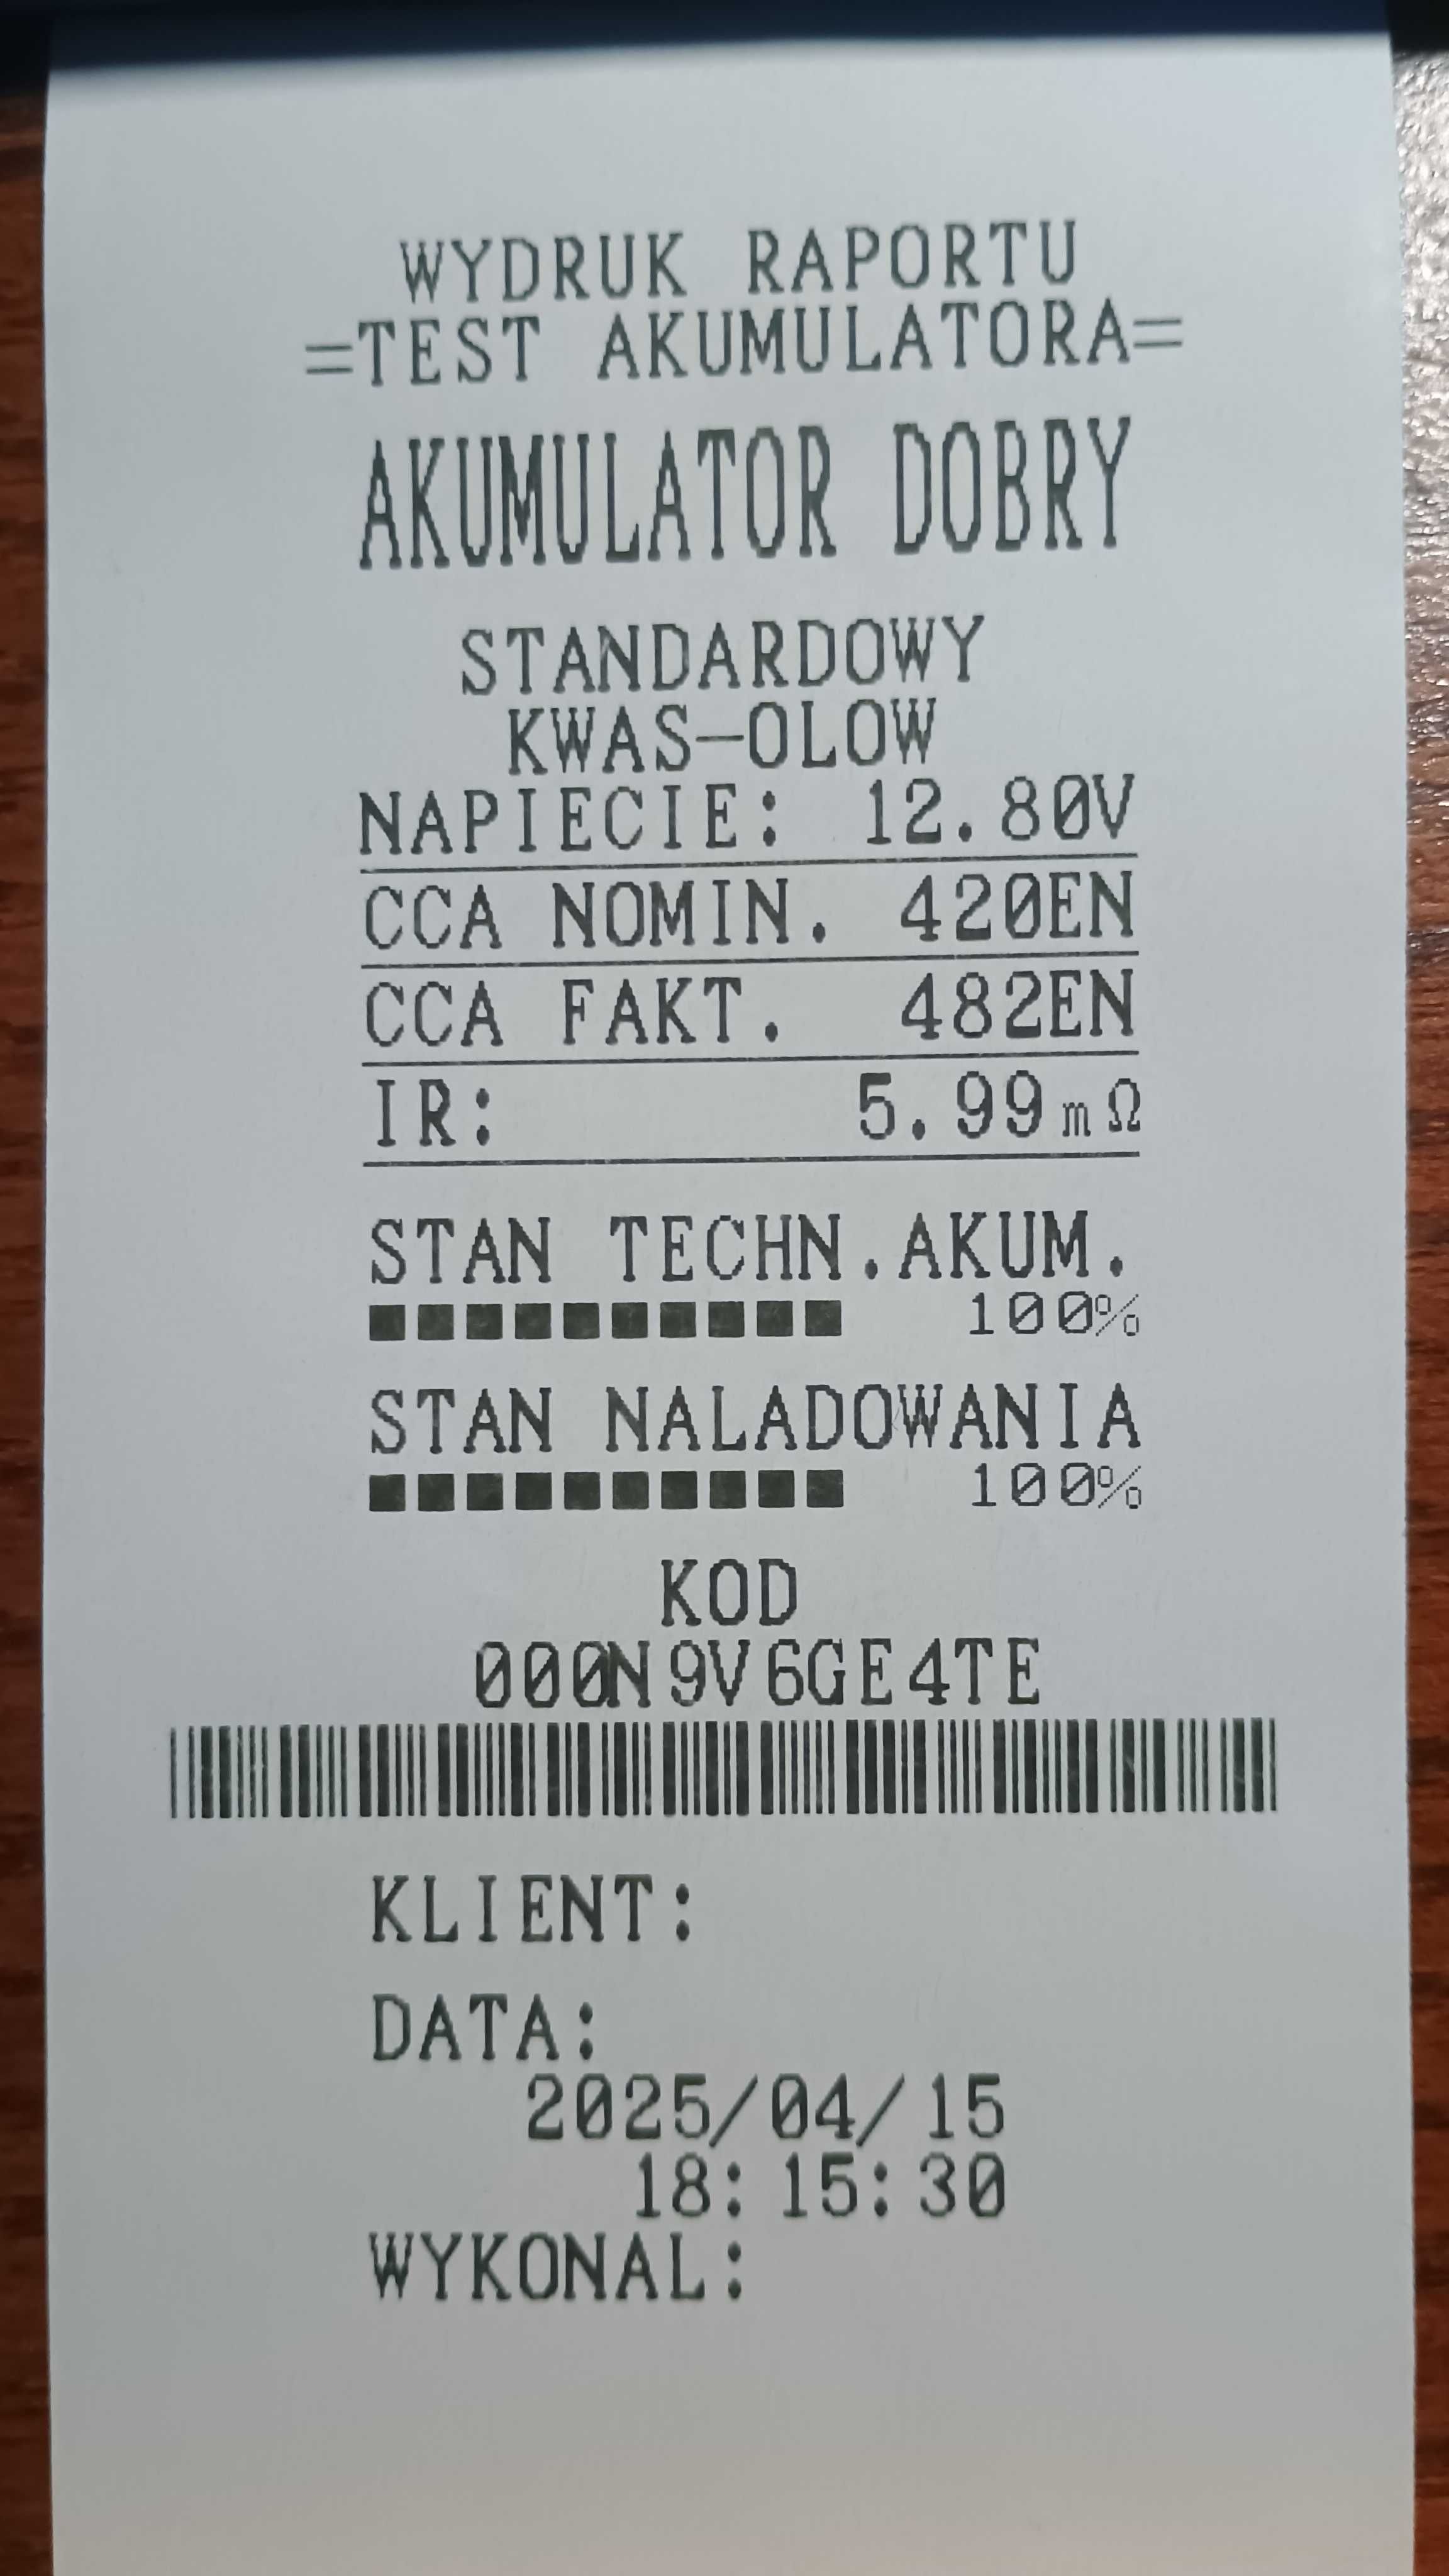 WYDRUK RAPORTU
=TEST AKUMULATORA=
AKUMULATOR DOBRY
STANDARDOWY
KWAS-OLOW
NAPIECIE: 12.80V
CCA NOMIN. 420EN
CCA FAKT. 482EN
IR: 5.99mΩ
STAN TECHN.AKUM.
100%
STAN NALADOWANIA
100%
KOD
000N9V6GE4TE
KLIENT:
DATA:
2025/04/15
18:15:30
WYKONAL: